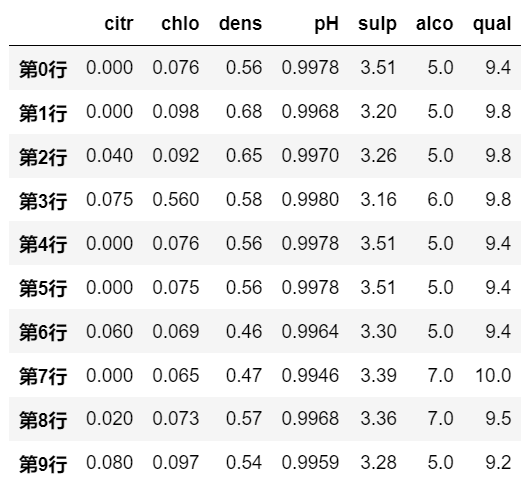 citr chlo dens pH sulp alco qual
第0行 0.000 0.076 0.56 0.9978 3.51 5.0 9.4
第1行 0.000 0.098 0.68 0.9968 3.20 5.0 9.8
第2行 0.040 0.092 0.65 0.9970 3.26 5.0 9.8
第3行 0.075 0.560 0.58 0.9980 3.16 6.0 9.8
第4行 0.000 0.076 0.56 0.9978 3.51 5.0 9.4
第5行 0.000 0.075 0.56 0.9978 3.51 5.0 9.4
第6行 0.060 0.069 0.46 0.9964 3.30 5.0 9.4
第7行 0.000 0.065 0.47 0.9946 3.39 7.0 10.0
第8行 0.020 0.073 0.57 0.9968 3.36 7.0 9.5
第9行 0.080 0.097 0.54 0.9959 3.28 5.0 9.2